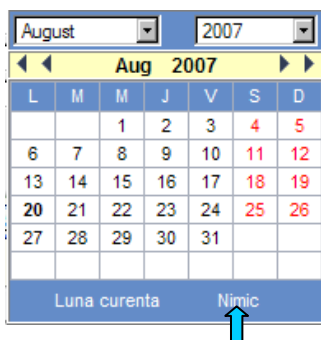 August 2007
Aug 2007
L M M J V S D
1 2 3 4 5
6 7 8 9 10 11 12
13 14 15 16 17 18 19
20 21 22 23 24 25 26
27 28 29 30 31
Luna curenta Nimic